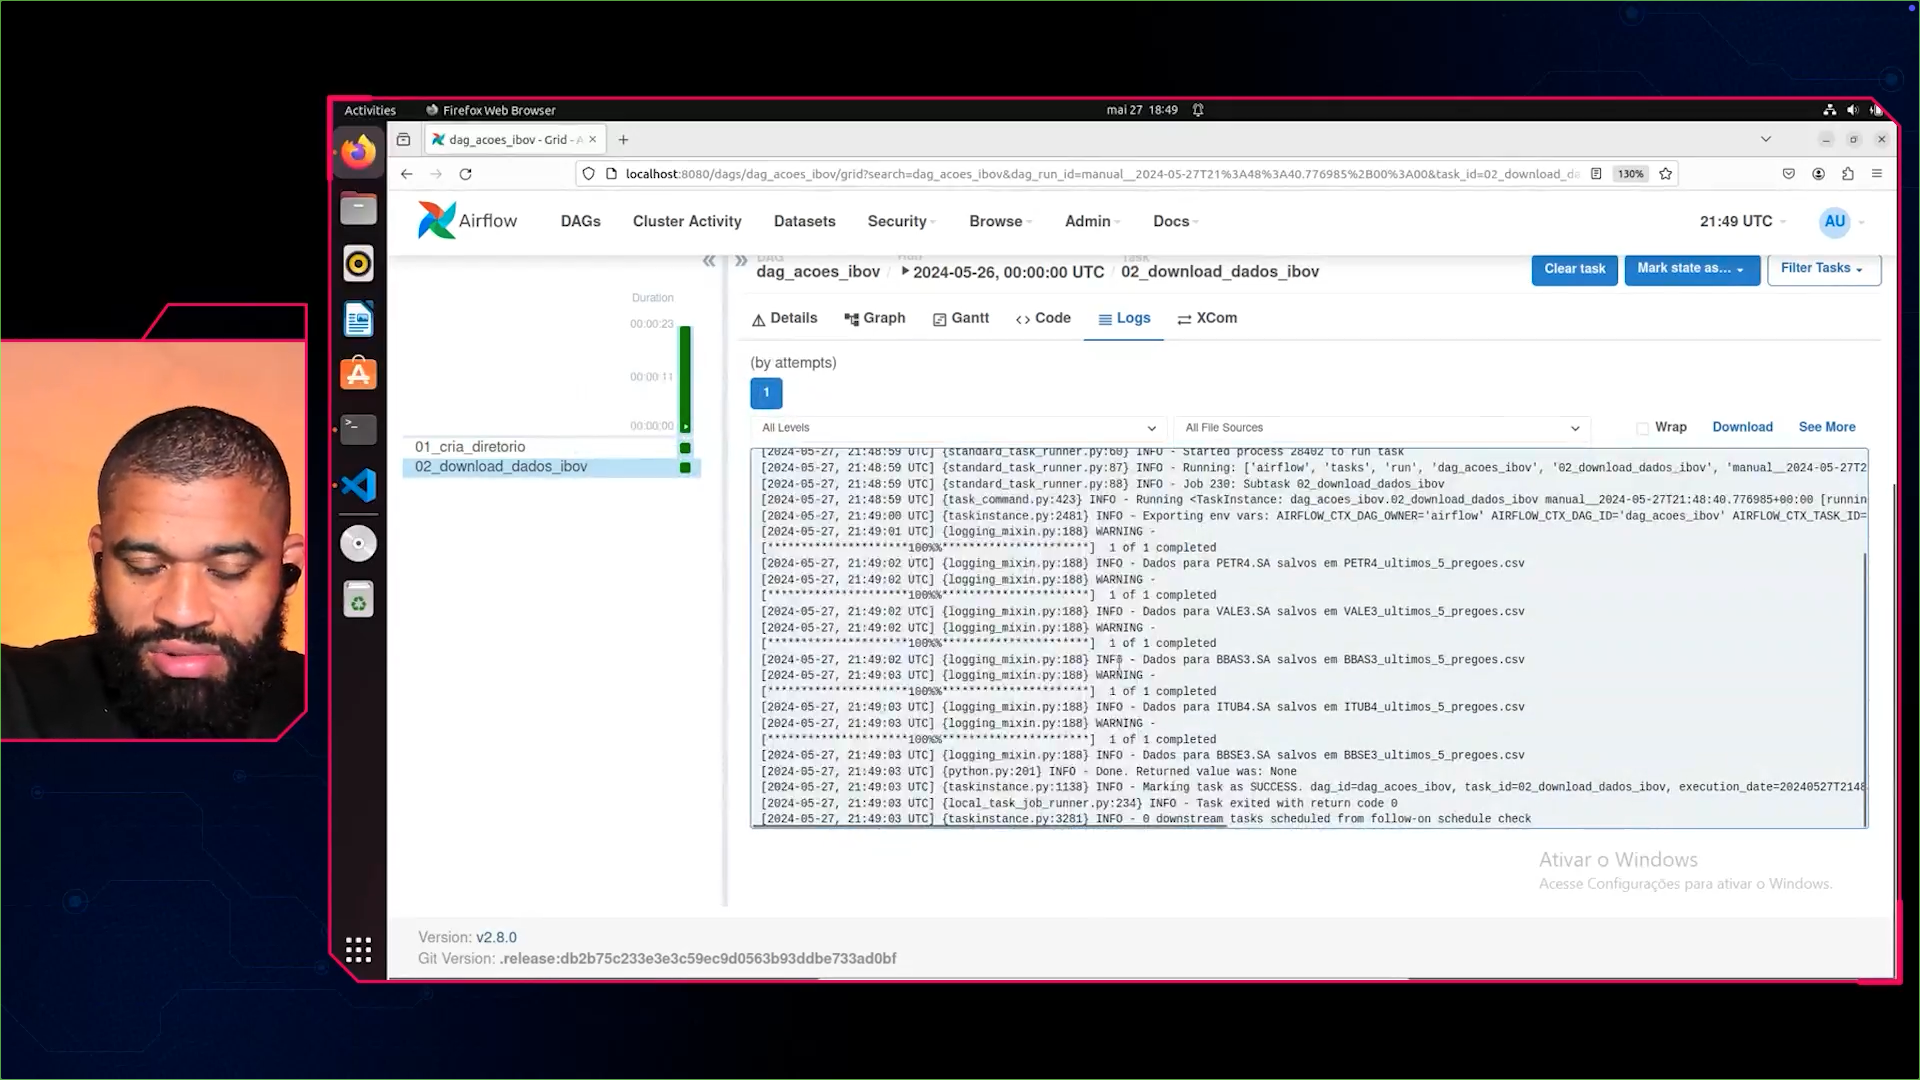 Activities
Firefox Web Browser
mai 27 18:49
dag_acoes_ibov - Grid - A
localhost:8080/dags/dag_acoes_ibov/grid?search=dag_acoes_ibov&dag_run_id=manual__2024-05-27T21%3A48%3A40.776985%2B00%3A00&task_id=02_download_da
130%
Airflow
DAGs
Cluster Activity
Datasets
Security
Browse
Admin
Docs
21:49 UTC
AU
dag_acoes_ibov / 2024-05-26, 00:00:00 UTC / 02_download_dados_ibov
Clear task
Mark state as...
Filter Tasks
Duration
00:00:23
00:00:11
00:00:00
01_cria_diretorio
02_download_dados_ibov
Details
Graph
Gantt
<> Code
Logs
XCom
(by attempts)
1
All Levels
All File Sources
Wrap
Download
See More
[2024-05-27, 21:48:59 UTC] {standard_task_runner.py:60} INFO - Started process 28402 to run task
[2024-05-27, 21:48:59 UTC] {standard_task_runner.py:87} INFO - Running: ['airflow', 'tasks', 'run', 'dag_acoes_ibov', '02_download_dados_ibov', 'manual__2024-05-27T2
[2024-05-27, 21:48:59 UTC] {standard_task_runner.py:88} INFO - Job 230: Subtask 02_download_dados_ibov
[2024-05-27, 21:48:59 UTC] {task_command.py:423} INFO - Running <TaskInstance: dag_acoes_ibov.02_download_dados_ibov manual__2024-05-27T21:48:40.776985+00:00 [runnin
[2024-05-27, 21:49:00 UTC] {taskinstance.py:2481} INFO - Exporting env vars: AIRFLOW_CTX_DAG_OWNER='airflow' AIRFLOW_CTX_DAG_ID='dag_acoes_ibov' AIRFLOW_CTX_TASK_ID=
[2024-05-27, 21:49:01 UTC] {logging_mixin.py:188} WARNING -
[**********************100%%**********************]  1 of 1 completed
[2024-05-27, 21:49:02 UTC] {logging_mixin.py:188} INFO - Dados para PETR4.SA salvos em PETR4_ultimos_5_pregoes.csv
[2024-05-27, 21:49:02 UTC] {logging_mixin.py:188} WARNING -
[**********************100%%**********************]  1 of 1 completed
[2024-05-27, 21:49:02 UTC] {logging_mixin.py:188} INFO - Dados para VALE3.SA salvos em VALE3_ultimos_5_pregoes.csv
[2024-05-27, 21:49:02 UTC] {logging_mixin.py:188} WARNING -
[**********************100%%**********************]  1 of 1 completed
[2024-05-27, 21:49:02 UTC] {logging_mixin.py:188} INFO - Dados para BBAS3.SA salvos em BBAS3_ultimos_5_pregoes.csv
[2024-05-27, 21:49:03 UTC] {logging_mixin.py:188} WARNING -
[**********************100%%**********************]  1 of 1 completed
[2024-05-27, 21:49:03 UTC] {logging_mixin.py:188} INFO - Dados para ITUB4.SA salvos em ITUB4_ultimos_5_pregoes.csv
[2024-05-27, 21:49:03 UTC] {logging_mixin.py:188} WARNING -
[**********************100%%**********************]  1 of 1 completed
[2024-05-27, 21:49:03 UTC] {logging_mixin.py:188} INFO - Dados para BBSE3.SA salvos em BBSE3_ultimos_5_pregoes.csv
[2024-05-27, 21:49:03 UTC] {python.py:201} INFO - Done. Returned value was: None
[2024-05-27, 21:49:03 UTC] {taskinstance.py:1138} INFO - Marking task as SUCCESS. dag_id=dag_acoes_ibov, task_id=02_download_dados_ibov, execution_date=20240527T2148
[2024-05-27, 21:49:03 UTC] {local_task_job_runner.py:234} INFO - Task exited with return code 0
[2024-05-27, 21:49:03 UTC] {taskinstance.py:3281} INFO - 0 downstream tasks scheduled from follow-on schedule check
Ativar o Windows
Acesse Configurações para ativar o Windows.
Version: v2.8.0
Git Version: .release:db2b75c233e3e3c59ec9d0563b93ddbe733ad0bf